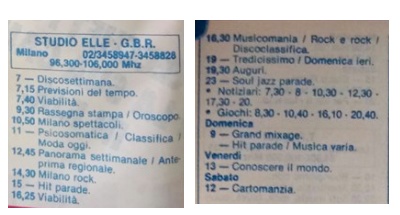 STUDIO ELLE - G.B.R.
Milano 02/3458947-3458828
96,300-106,000 Mhz
7 — Discosettimana.
7,15 Previsioni del tempo.
7,40 Viabilità.
9,30 Rassegna stampa / Oroscopo.
10,50 Milano spettacoli.
11 — Psicosomatica / Classifica /
Moda oggi.
12,45 Panorama settimanale / Ante-
prima regionale.
14,30 Milano rock.
15 — Hit parade.
16,25 Viabilità.
16,30 Musicomania / Rock e rock /
Discoclassifica.
19 — Tredicissimo / Domenica ieri.
19,30 Auguri.
23 — Soul jazz parade.
* Notiziari: 7,30 - 8 - 10,30 - 12,30 -
17,30 - 20.
* Giochi: 8,30 - 10,40 - 16,10 - 20,40.
Domenica
9 — Grand mixage.
— Hit parade / Musica varia.
Venerdì
13 — Conoscere il mondo.
Sabato
12 — Cartomanzia.